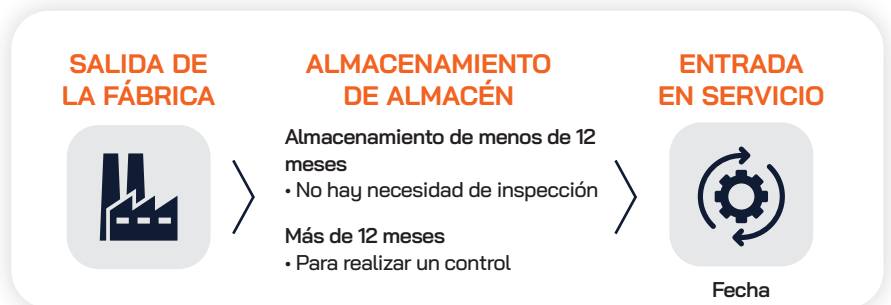 SALIDA DE
LA FÁBRICA
ALMACENAMIENTO
DE ALMACÉN
Almacenamiento de menos de 12
meses
• No hay necesidad de inspección
Más de 12 meses
• Para realizar un control
ENTRADA
EN SERVICIO
Fecha